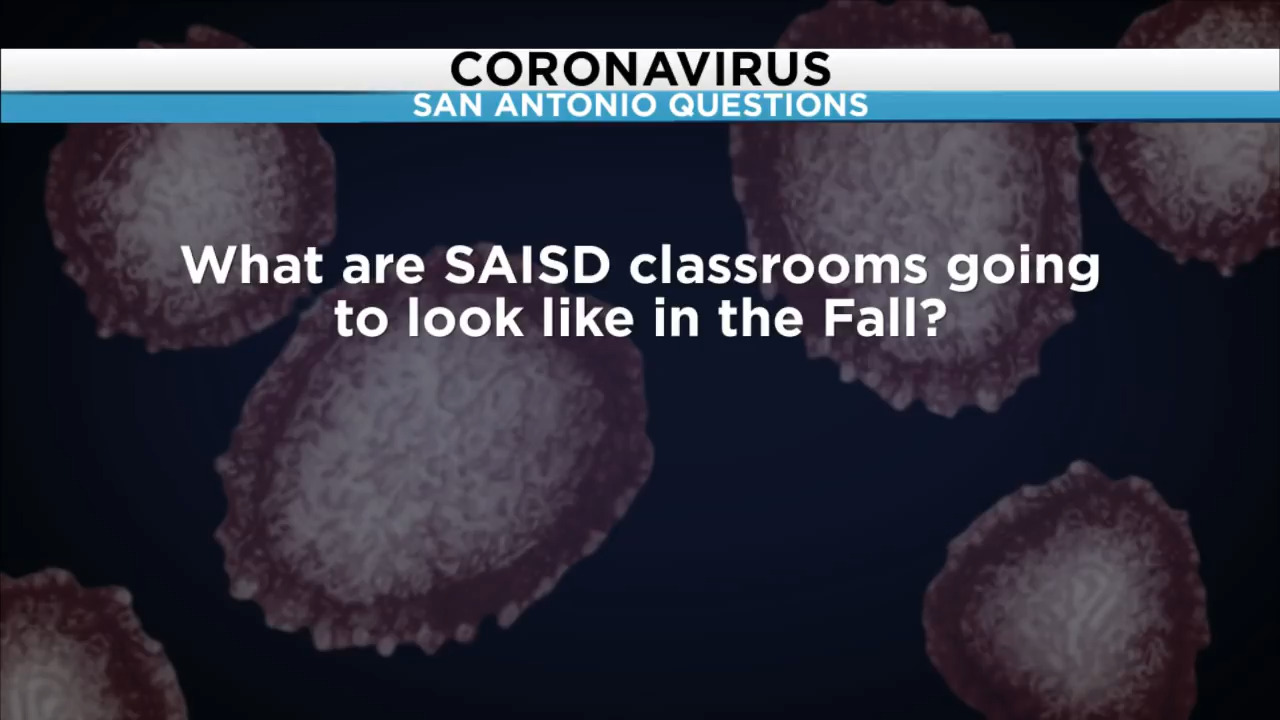 CORONAVIRUS
SAN ANTONIO QUESTIONS
What are SAISD classrooms going
to look like in the Fall?